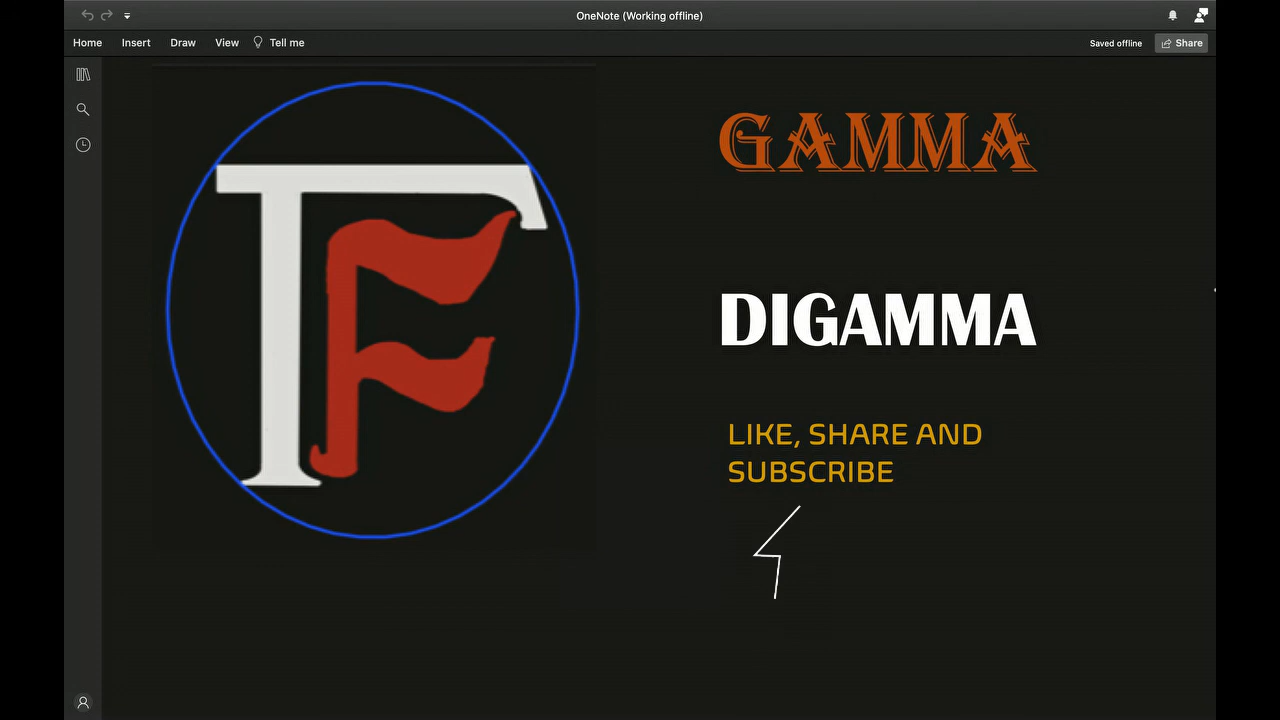 OneNote (Working offline)
Home Insert Draw View Tell me
Saved offline Share
GAMMA
DIGAMMA
LIKE, SHARE AND
SUBSCRIBE